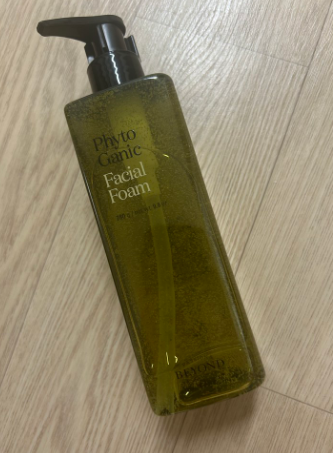 Phyto
Ganic
Facial
Foam
BEYOND